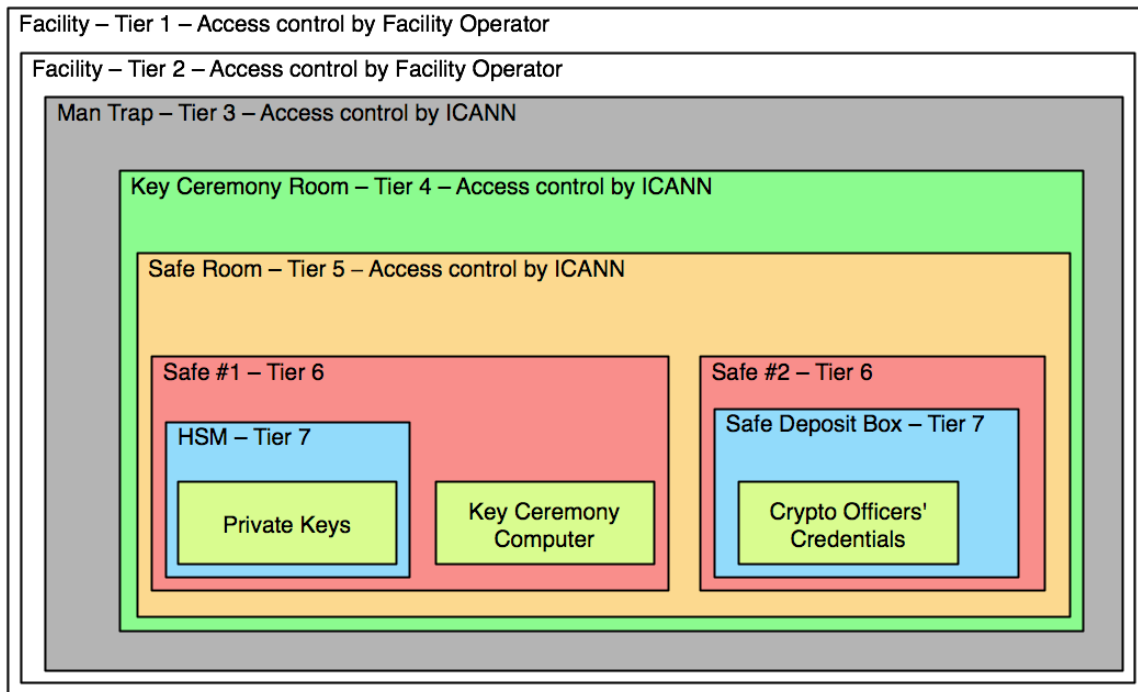 Facility – Tier 1 – Access control by Facility Operator
Facility – Tier 2 – Access control by Facility Operator
Man Trap – Tier 3 – Access control by ICANN
Key Ceremony Room – Tier 4 – Access control by ICANN
Safe Room – Tier 5 – Access control by ICANN
Safe #1 – Tier 6
HSM – Tier 7
Private Keys
Key Ceremony
Computer
Safe #2 – Tier 6
Safe Deposit Box – Tier 7
Crypto Officers'
Credentials